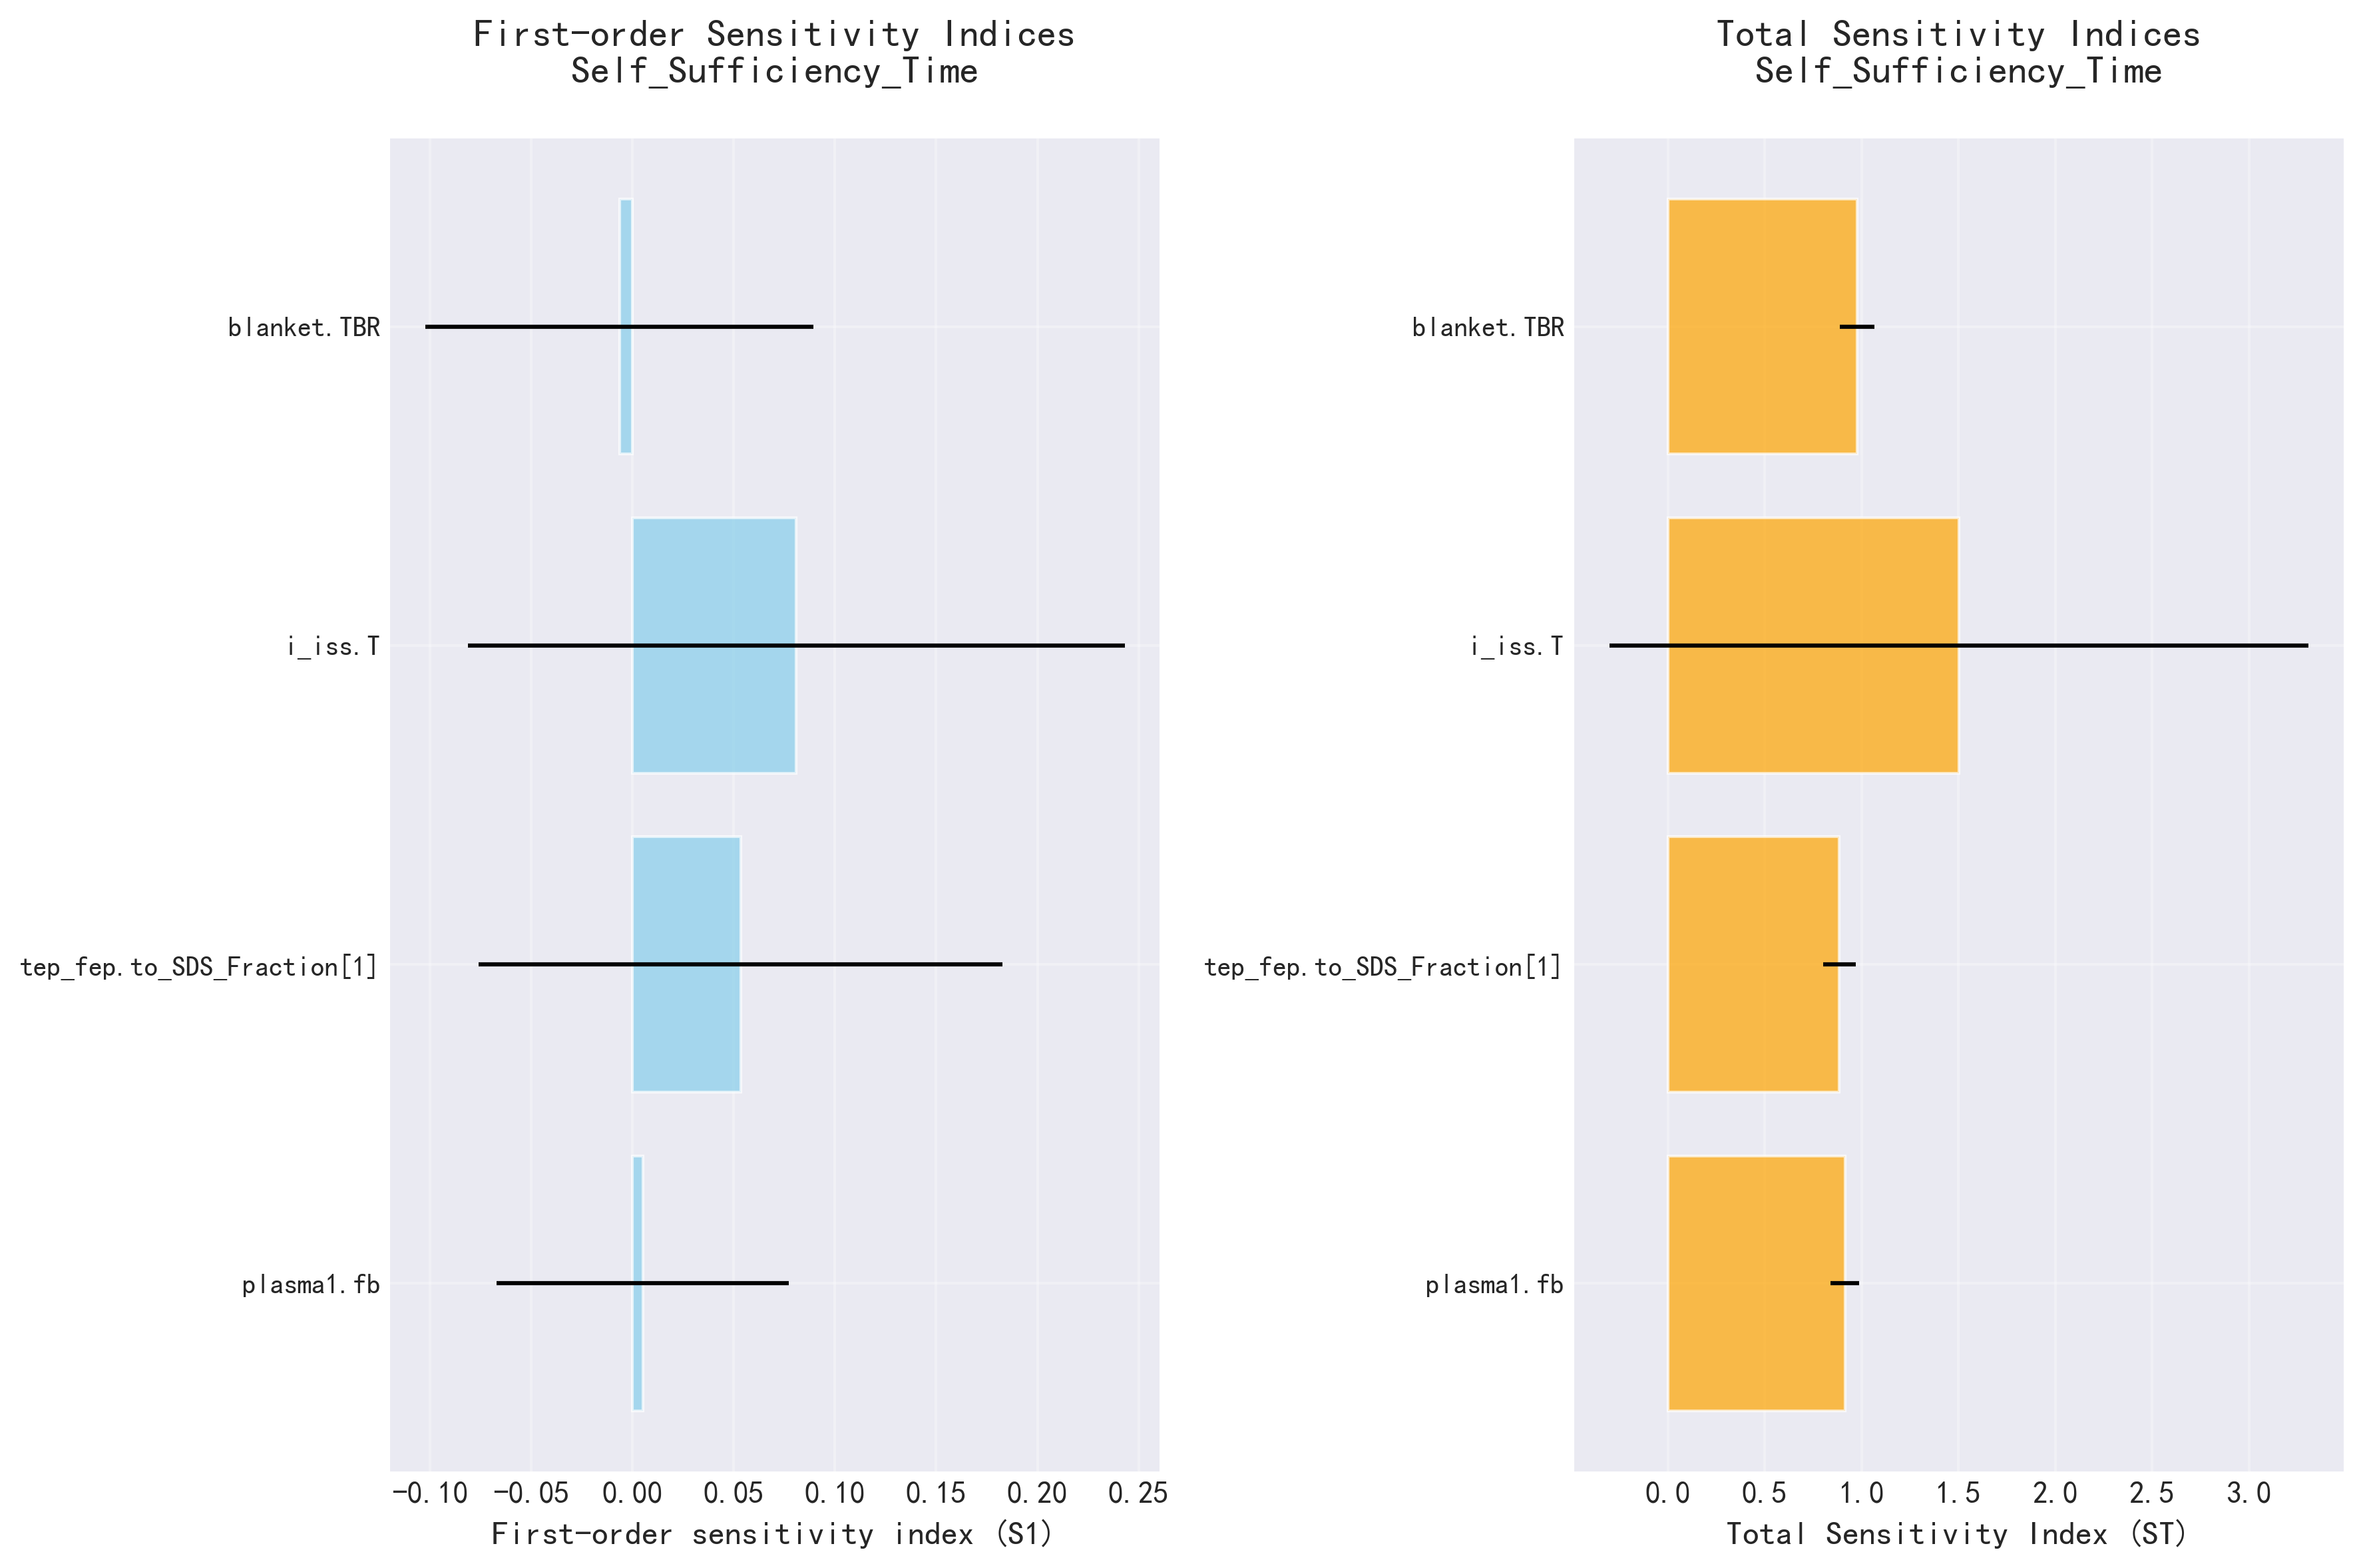 First-order Sensitivity Indices
Self_Sufficiency_Time
blanket.TBR
i_iss.T
tep_fep.to_SDS_Fraction[1]
plasma1.fb
-0.10 -0.05 0.00 0.05 0.10 0.15 0.20 0.25
First-order sensitivity index (S1)
Total Sensitivity Indices
Self_Sufficiency_Time
blanket.TBR
i_iss.T
tep_fep.to_SDS_Fraction[1]
plasma1.fb
0.0 0.5 1.0 1.5 2.0 2.5 3.0
Total Sensitivity Index (ST)